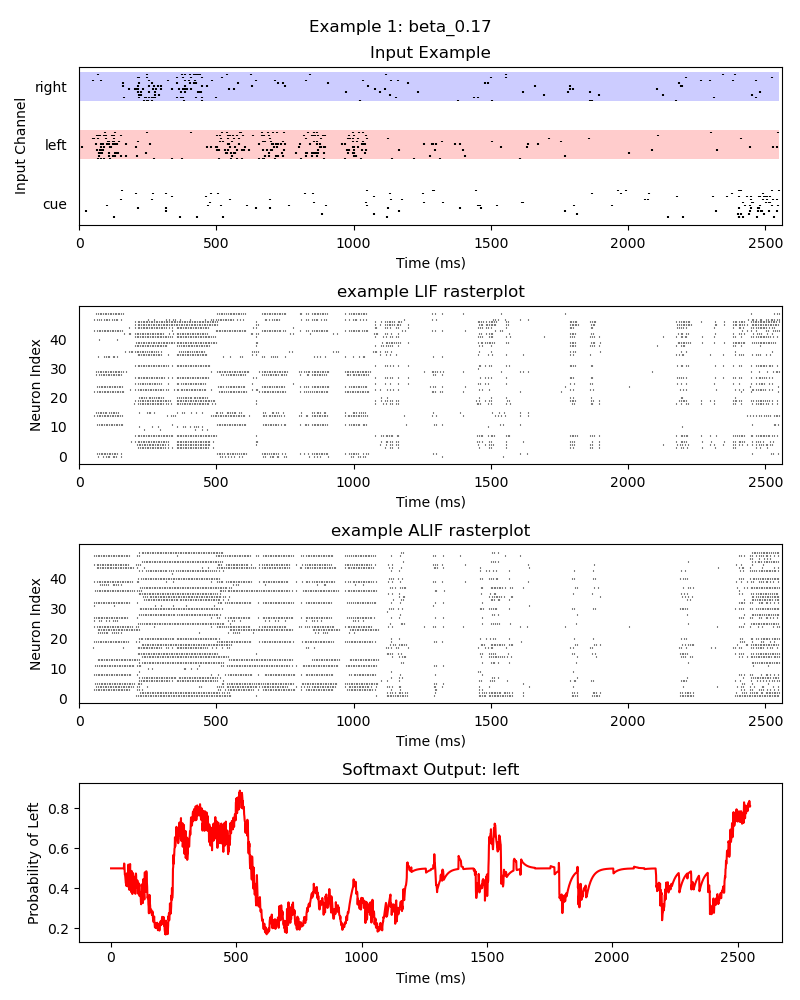 Example 1: beta_0.17
Input Example
Input Channel
right
left
cue
0 500 1000 1500 2000 2500
Time (ms)
example LIF rasterplot
Neuron Index
40
30
20
10
0
0 500 1000 1500 2000 2500
Time (ms)
example ALIF rasterplot
Neuron Index
40
30
20
10
0
0 500 1000 1500 2000 2500
Time (ms)
Softmaxt Output: left
Probability of Left
0.8
0.6
0.4
0.2
0 500 1000 1500 2000 2500
Time (ms)